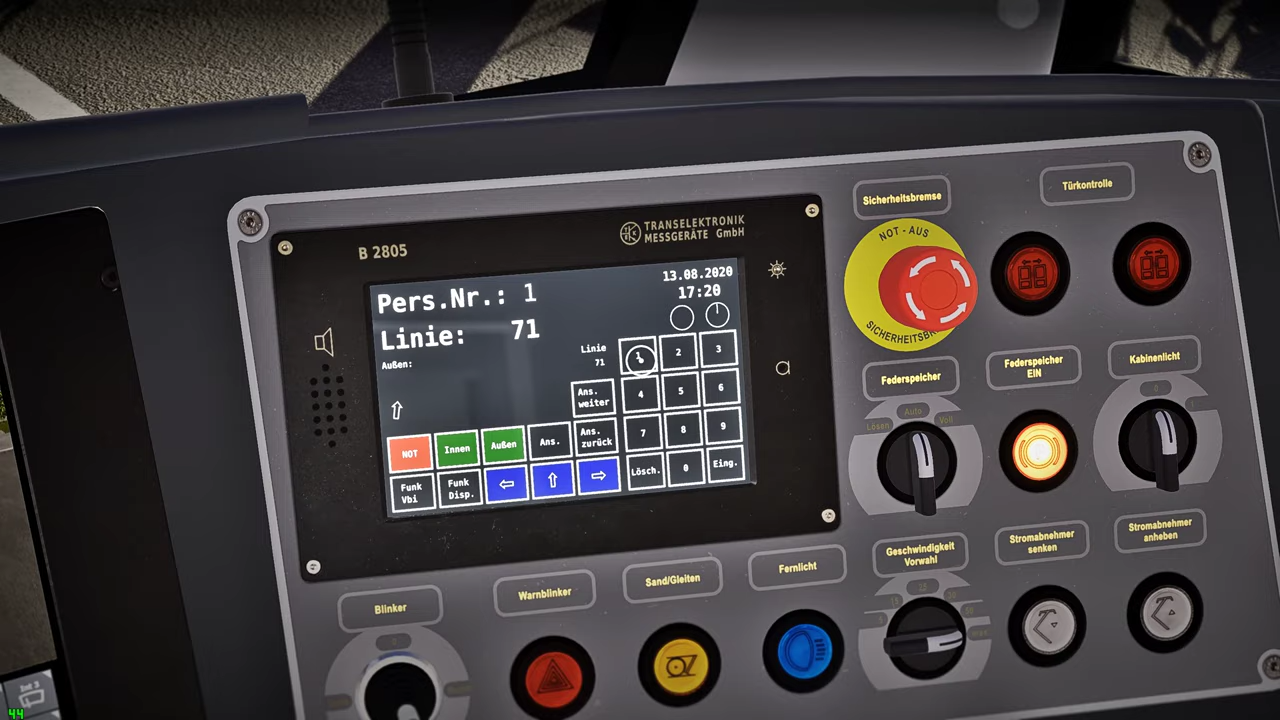 B 2805
TRANSELEKTRONIK
MESSGERÄTE GmbH
Pers.Nr.: 1
13.08.2020
17:20
Linie: 71
Außen:
Linie
71
1
2
3
Ans.
weiter
4
5
6
NOT
Innen
Außen
Ans.
Ans.
zurück
7
8
9
Funk
Vbi
Funk
Disp.
Lösch.
0
Eing.
Sicherheitsbremse
Türkontrolle
NOT - AUS
Federspeicher
Federspeicher
EIN
Kabinenlicht
Lösen
Auto
Voll
0
Geschwindigkeit
Vorwahl
Stromabnehmer
senken
Stromabnehmer
anheben
Blinker
Warnblinker
Sand/Gleiten
Fernlicht
Int 3
44